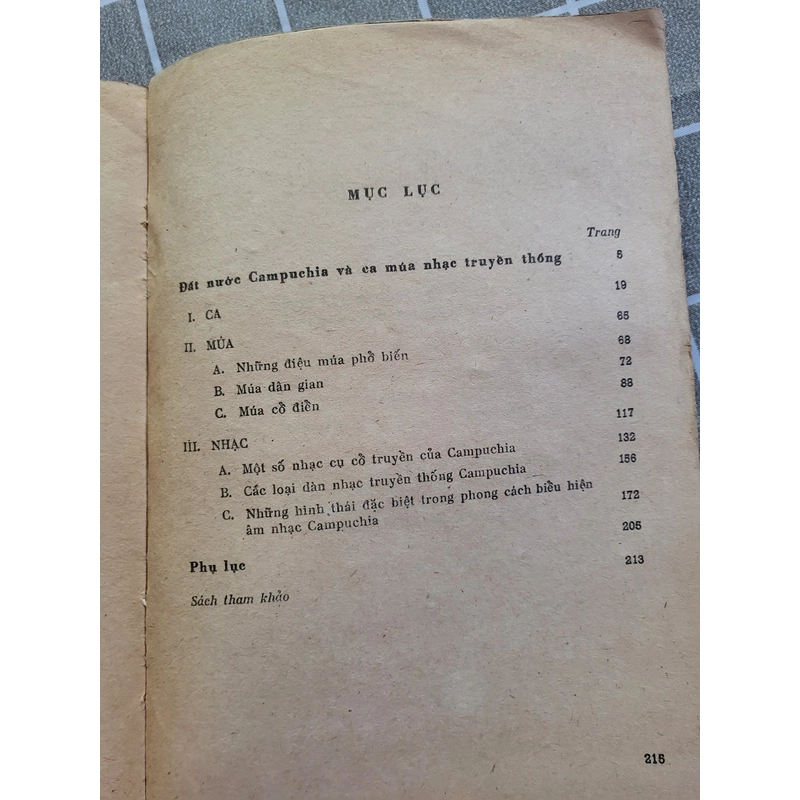 MỤC LỤC
Trang
Đất nước Campuchia và ca múa nhạc truyền thống 5
I. CA 19
II. MÚA 65
A. Những điệu múa phổ biến 68
B. Múa dân gian 72
C. Múa cổ điển 88
III. NHẠC 117
A. Một số nhạc cụ cổ truyền của Campuchia 132
B. Các loại dàn nhạc truyền thống Campuchia 156
C. Những hình thái đặc biệt trong phong cách biểu hiện
âm nhạc Campuchia 172
Phụ lục 205
Sách tham khảo 213
215